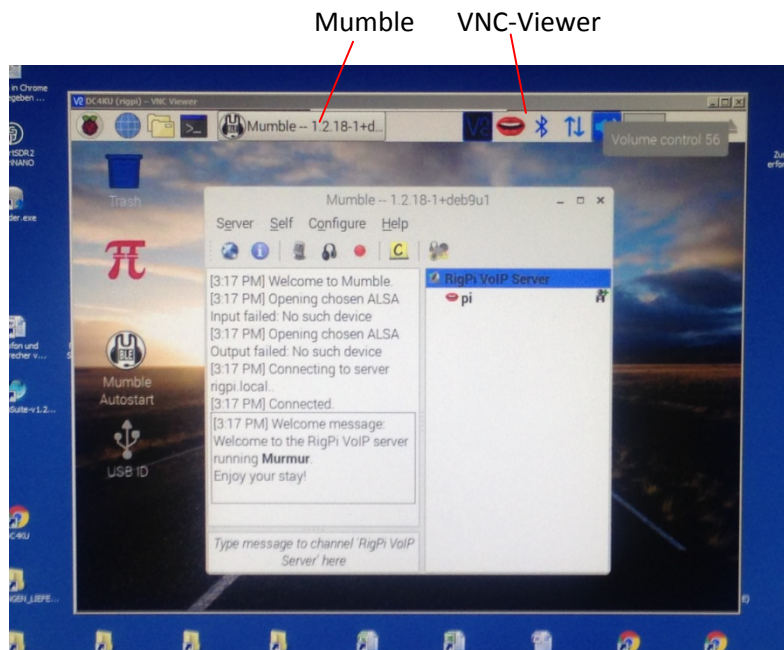 Mumble VNC-Viewer
in Chrome
DC4KU (rigpi) – VNC Viewer
Mumble -- 1.2.18-1+d..
Volume control 56
Trash
Mumble -- 1.2.18-1+deb9u1
Server Self Configure Help
[3:17 PM] Welcome to Mumble.
[3:17 PM] Opening chosen ALSA
Input failed: No such device
[3:17 PM] Opening chosen ALSA
Output failed: No such device
[3:17 PM] Connecting to server
rigpi.local..
[3:17 PM] Connected.
[3:17 PM] Welcome message:
Welcome to the RigPi VoIP server
running Murmur.
Enjoy your stay!
RigPi VoIP Server
pi
Type message to channel 'RigPi VoIP
Server' here
BLE
Mumble
Autostart
USB ID